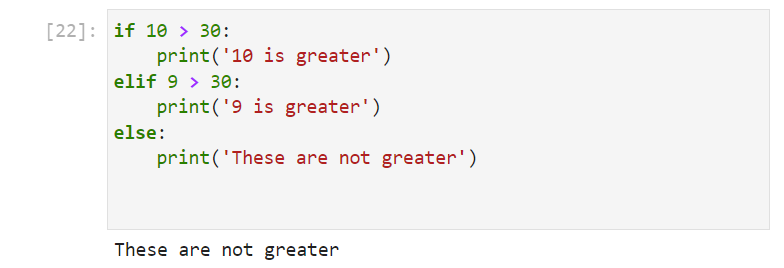 [22]: if 10 > 30:
    print('10 is greater')
elif 9 > 30:
    print('9 is greater')
else:
    print('These are not greater')
These are not greater